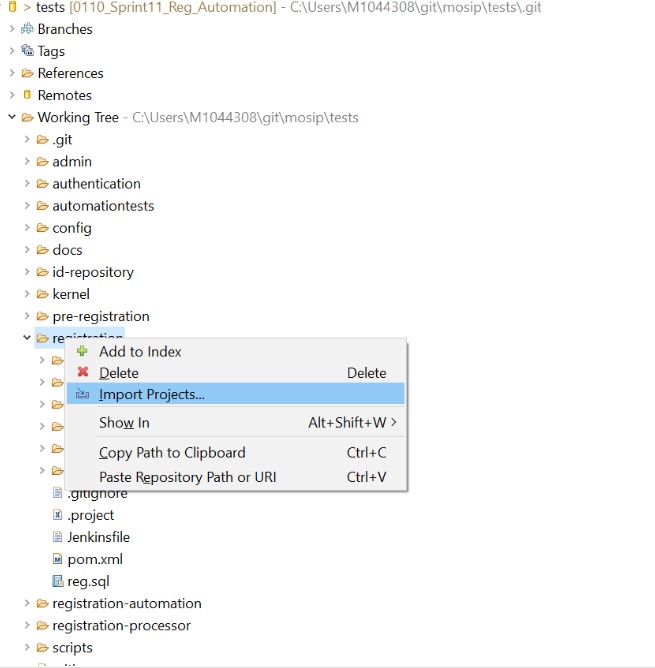 > tests [0110_Sprint11_Reg_Automation] - C:\Users\M1044308\git\mosip\tests\.git
Branches
Tags
References
Remotes
Working Tree - C:\Users\M1044308\git\mosip\tests
.git
admin
authentication
automationtests
config
docs
id-repository
kernel
pre-registration
registration
Add to Index
Delete Delete
Import Projects...
Show In Alt+Shift+W >
Copy Path to Clipboard Ctrl+C
Paste Repository Path or URI Ctrl+V
.gitignore
.project
Jenkinsfile
pom.xml
reg.sql
registration-automation
registration-processor
scripts